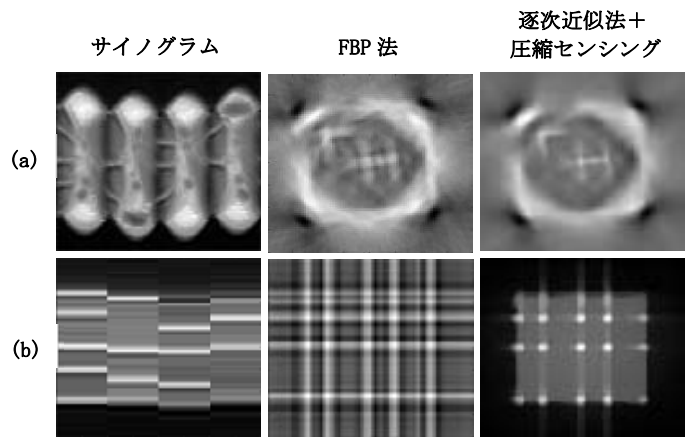 サイノグラム
FBP 法
逐次近似法＋
圧縮センシング
(a)
(b)